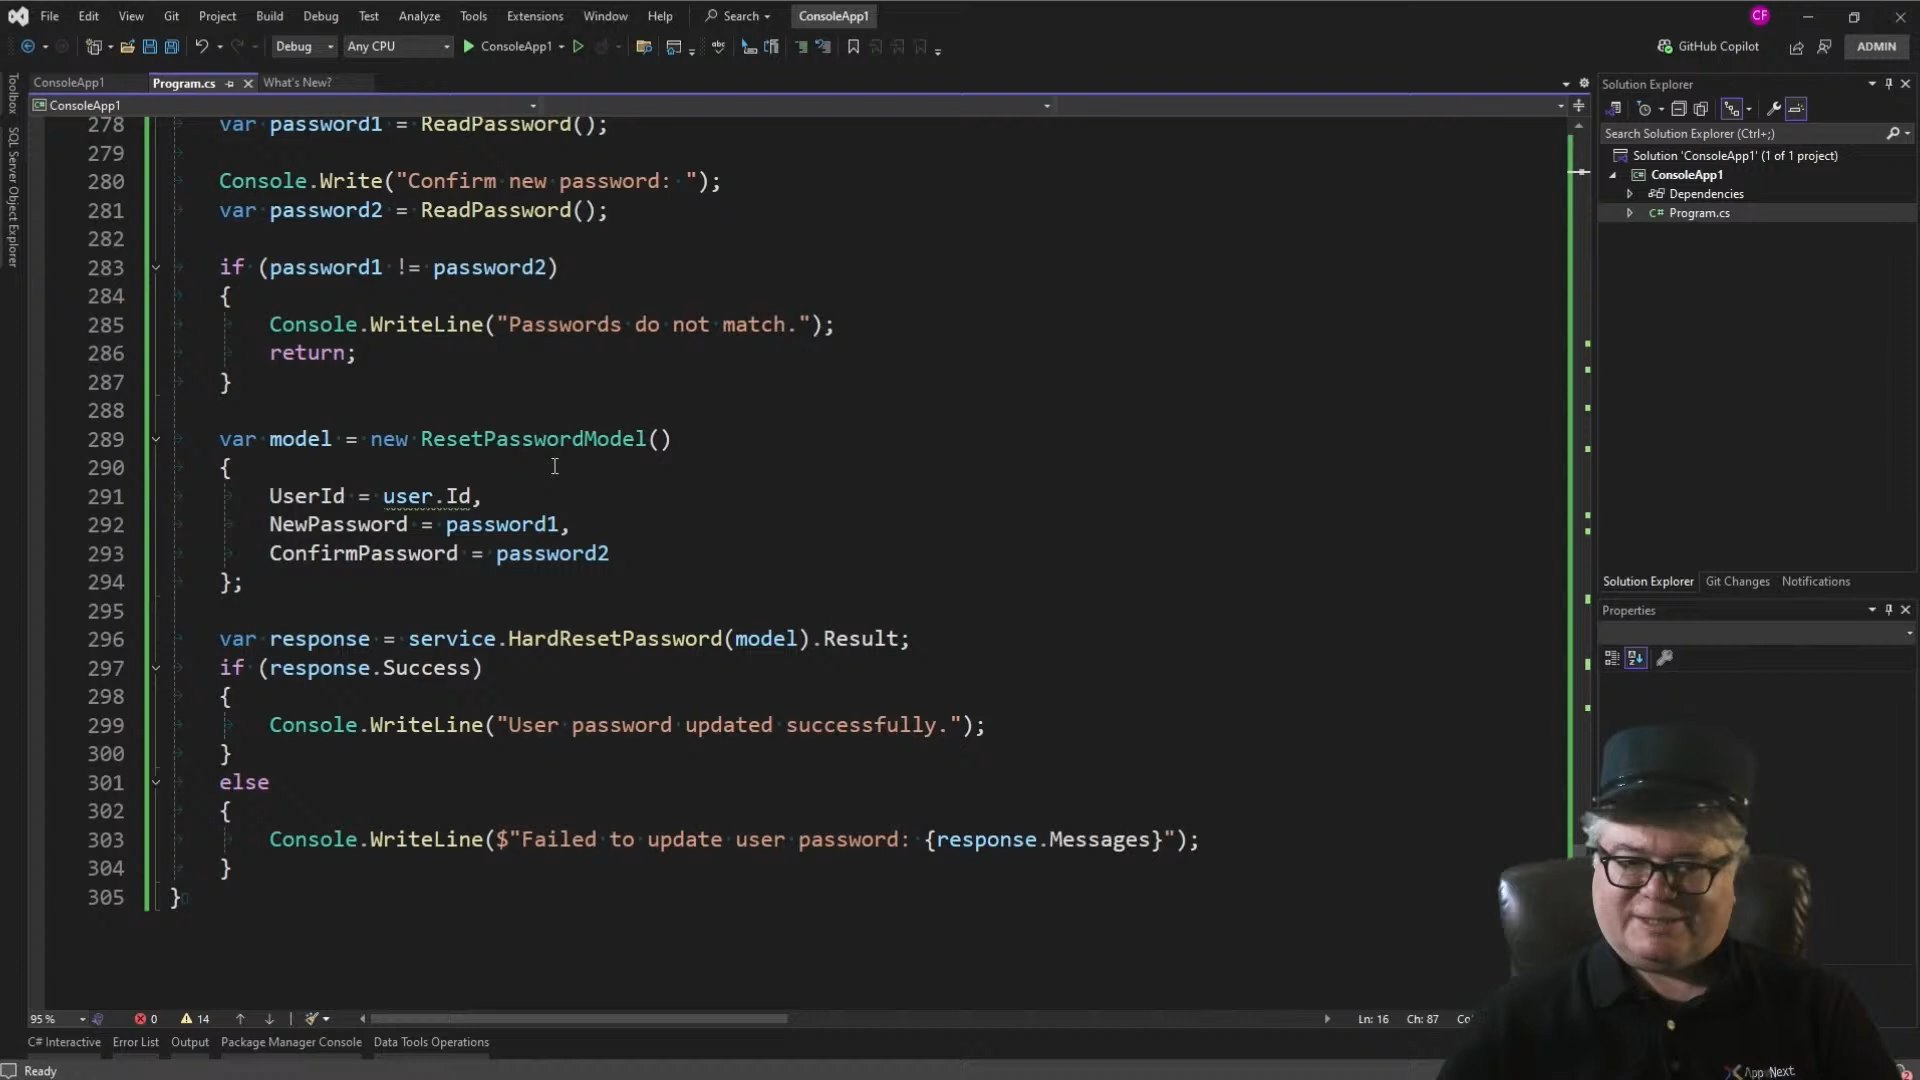 File Edit View Git Project Build Debug Test Analyze Tools Extensions Window Help Search ConsoleApp1 CF
Debug Any CPU ConsoleApp1 GitHub Copilot ADMIN
Toolbox
SQL Server Object Explorer
ConsoleApp1 Program.cs What's New?
ConsoleApp1
278 var password1 = ReadPassword();
279
280 Console.Write("Confirm new password: ");
281 var password2 = ReadPassword();
282
283 if (password1 != password2)
284 {
285 Console.WriteLine("Passwords do not match.");
286 return;
287 }
288
289 var model = new ResetPasswordModel()
290 {
291 UserId = user.Id,
292 NewPassword = password1,
293 ConfirmPassword = password2
294 };
295
296 var response = service.HardResetPassword(model).Result;
297 if (response.Success)
298 {
299 Console.WriteLine("User password updated successfully.");
300 }
301 else
302 {
303 Console.WriteLine($"Failed to update user password: {response.Messages}");
304 }
305 }
Solution Explorer
Search Solution Explorer (Ctrl+;)
Solution 'ConsoleApp1' (1 of 1 project)
ConsoleApp1
Dependencies
C# Program.cs
Solution Explorer Git Changes Notifications
Properties
95 % 0 14 Ln: 16 Ch: 87
C# Interactive Error List Output Package Manager Console Data Tools Operations
Ready
App Next